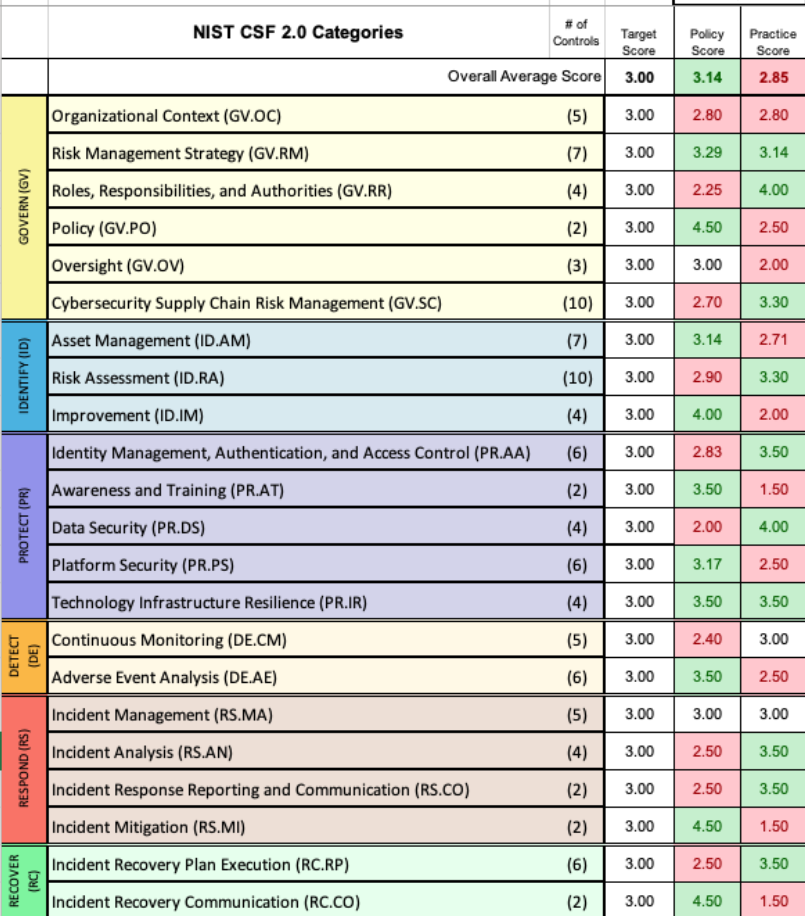 NIST CSF 2.0 Categories # of Controls Target Score Policy Score Practice Score
Overall Average Score 3.00 3.14 2.85
GOVERN (GV)
Organizational Context (GV.OC) (5) 3.00 2.80 2.80
Risk Management Strategy (GV.RM) (7) 3.00 3.29 3.14
Roles, Responsibilities, and Authorities (GV.RR) (4) 3.00 2.25 4.00
Policy (GV.PO) (2) 3.00 4.50 2.50
Oversight (GV.OV) (3) 3.00 3.00 2.00
Cybersecurity Supply Chain Risk Management (GV.SC) (10) 3.00 2.70 3.30
IDENTIFY (ID)
Asset Management (ID.AM) (7) 3.00 3.14 2.71
Risk Assessment (ID.RA) (10) 3.00 2.90 3.30
Improvement (ID.IM) (4) 3.00 4.00 2.00
PROTECT (PR)
Identity Management, Authentication, and Access Control (PR.AA) (6) 3.00 2.83 3.50
Awareness and Training (PR.AT) (2) 3.00 3.50 1.50
Data Security (PR.DS) (4) 3.00 2.00 4.00
Platform Security (PR.PS) (6) 3.00 3.17 2.50
Technology Infrastructure Resilience (PR.IR) (4) 3.00 3.50 3.50
DETECT (DE)
Continuous Monitoring (DE.CM) (5) 3.00 2.40 3.00
Adverse Event Analysis (DE.AE) (6) 3.00 3.50 2.50
RESPOND (RS)
Incident Management (RS.MA) (5) 3.00 3.00 3.00
Incident Analysis (RS.AN) (4) 3.00 2.50 3.50
Incident Response Reporting and Communication (RS.CO) (2) 3.00 2.50 3.50
Incident Mitigation (RS.MI) (2) 3.00 4.50 1.50
RECOVER (RC)
Incident Recovery Plan Execution (RC.RP) (6) 3.00 2.50 3.50
Incident Recovery Communication (RC.CO) (2) 3.00 4.50 1.50